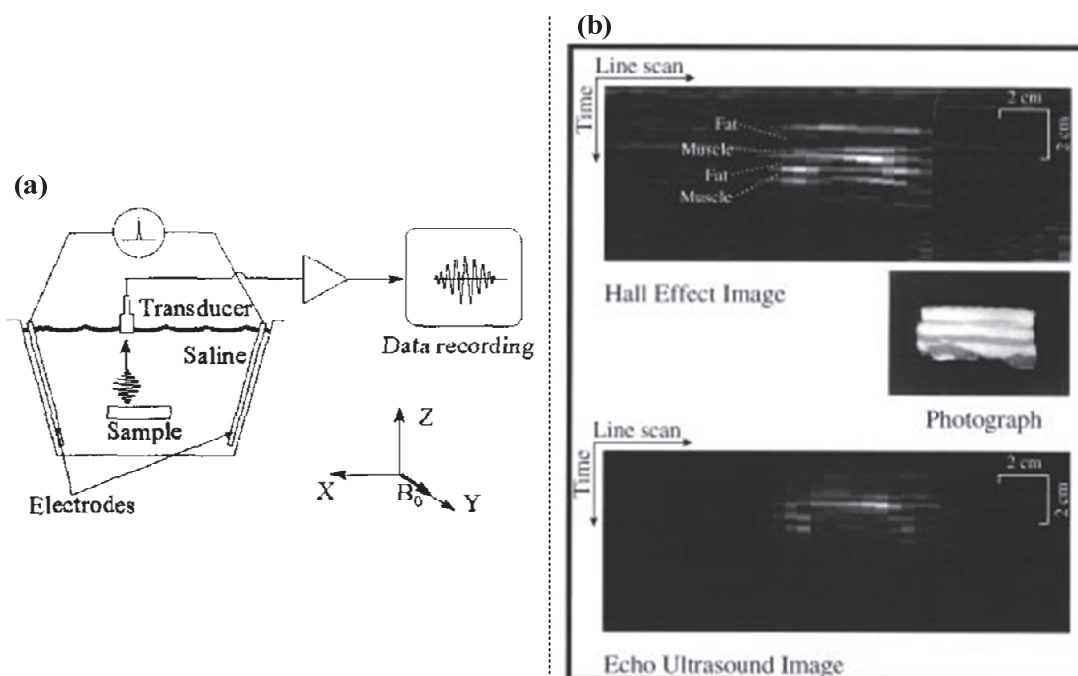 (a)
Transducer
Saline
Sample
Electrodes
Data recording
X
Z
B₀
Y
(b)
Line scan
Time
2 cm
2 cm
Fat
Muscle
Fat
Muscle
Hall Effect Image
Photograph
Line scan
Time
2 cm
2 cm
Echo Ultrasound Image